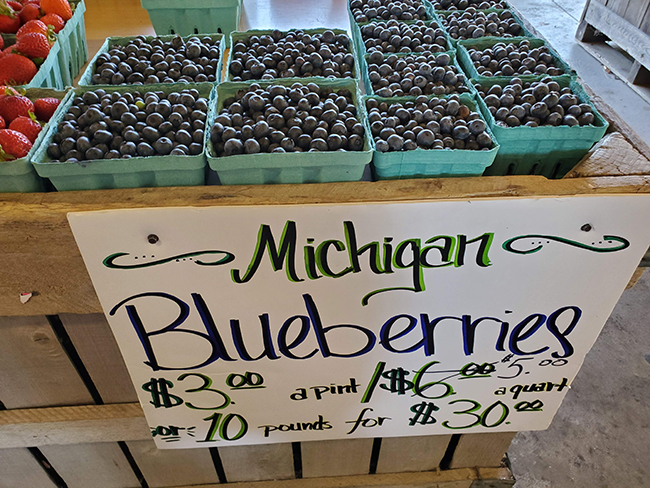 Michigan
Blueberries
$3.00 a pint / $6.00 $5.00 a quart
or 10 pounds for $30.00